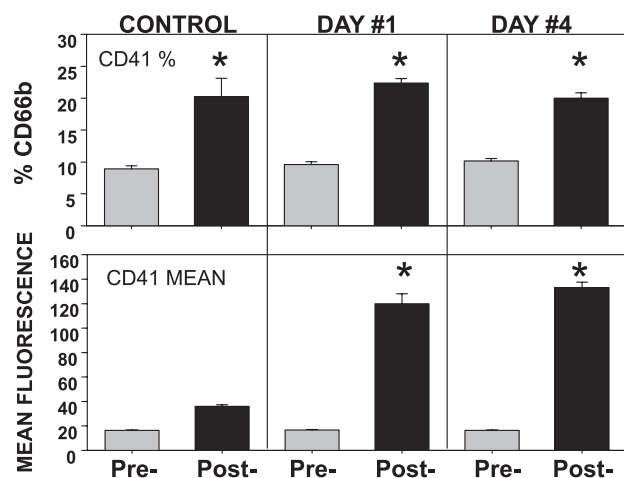 CONTROL DAY #1 DAY #4
% CD66b
30
25
20
15
10
5
0
CD41 %
* * *
MEAN FLUORESCENCE
160
140
120
100
80
60
40
20
0
CD41 MEAN
* *
Pre- Post- Pre- Post- Pre- Post-